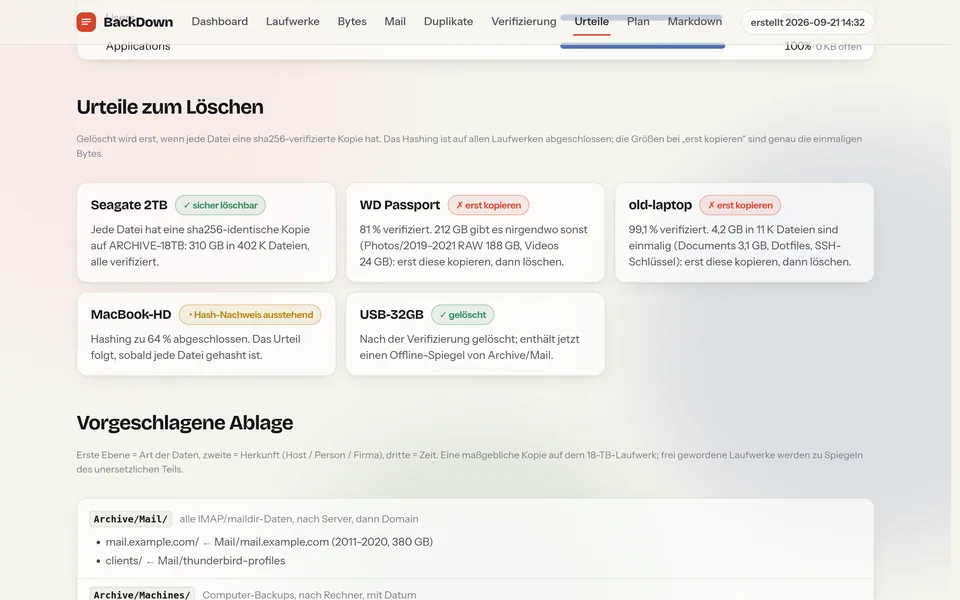 BackDown Dashboard Laufwerke Bytes Mail Duplikate Verifizierung Urteile Plan Markdown erstellt 2026-09-21 14:32
Applications 100% · 0 KB offen
Urteile zum Löschen
Gelöscht wird erst, wenn jede Datei eine sha256-verifizierte Kopie hat. Das Hashing ist auf allen Laufwerken abgeschlossen; die Größen bei „erst kopieren“ sind genau die einmaligen
Bytes.
Seagate 2TB ✓ sicher löschbar
Jede Datei hat eine sha256-identische Kopie
auf ARCHIVE-18TB: 310 GB in 402 K Dateien,
alle verifiziert.
WD Passport ✗ erst kopieren
81 % verifiziert. 212 GB gibt es nirgendwo sonst
(Photos/2019–2021 RAW 188 GB, Videos
24 GB): erst diese kopieren, dann löschen.
old-laptop ✗ erst kopieren
99,1 % verifiziert. 4,2 GB in 11 K Dateien sind
einmalig (Documents 3,1 GB, Dotfiles, SSH-
Schlüssel): erst diese kopieren, dann löschen.
MacBook-HD · Hash-Nachweis ausstehend
Hashing zu 64 % abgeschlossen. Das Urteil
folgt, sobald jede Datei gehasht ist.
USB-32GB ✓ gelöscht
Nach der Verifizierung gelöscht; enthält jetzt
einen Offline-Spiegel von Archive/Mail.
Vorgeschlagene Ablage
Erste Ebene = Art der Daten, zweite = Herkunft (Host / Person / Firma), dritte = Zeit. Eine maßgebliche Kopie auf dem 18-TB-Laufwerk; frei gewordene Laufwerke werden zu Spiegeln
des unersetzlichen Teils.
Archive/Mail/ alle IMAP/maildir-Daten, nach Server, dann Domain
• mail.example.com/ ← Mail/mail.example.com (2011–2020, 380 GB)
• clients/ ← Mail/thunderbird-profiles
Archive/Machines/ Computer-Backups, nach Rechner, mit Datum